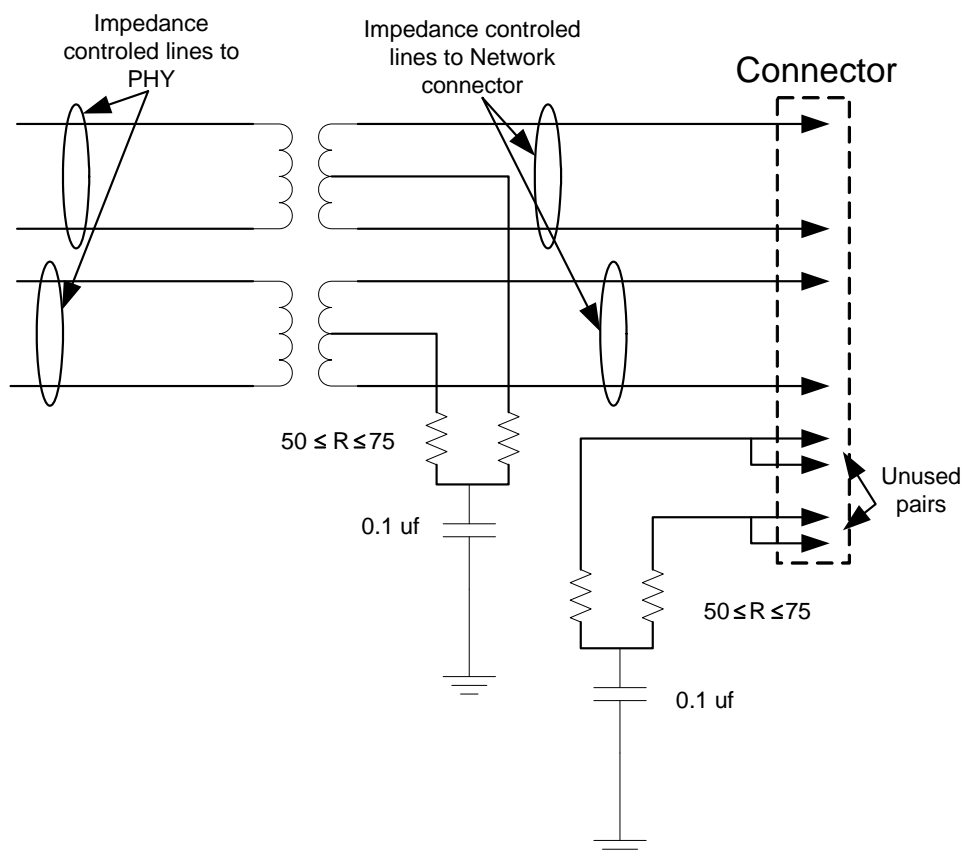 Impedance
controled lines to
PHY
Impedance controled
lines to Network
connector
Connector
50 ≤ R ≤75
0.1 uf
Unused
pairs
50≤R ≤75
0.1 uf